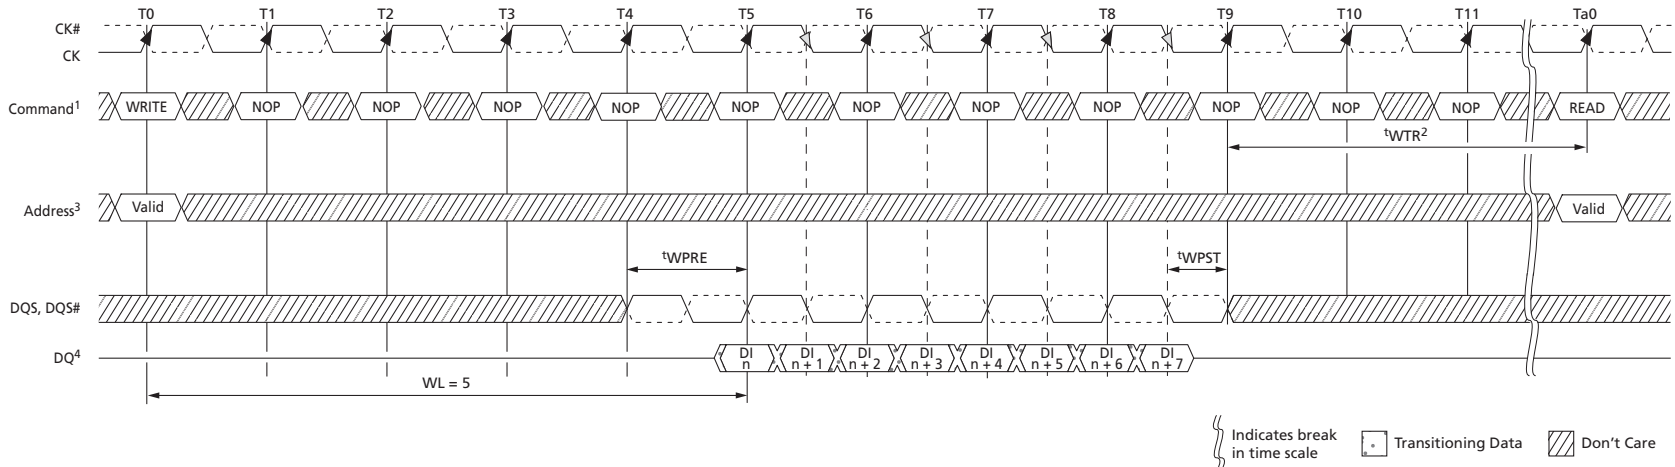 T0 T1 T2 T3 T4 T5 T6 T7 T8 T9 T10 T11 Ta0
CK#
CK
Command1 WRITE NOP NOP NOP NOP NOP NOP NOP NOP NOP NOP NOP READ
tWTR2
Address3 Valid Valid
tWPRE tWPST
DQS, DQS#
DQ4 DI n DI n + 1 DI n + 2 DI n + 3 DI n + 4 DI n + 5 DI n + 6 DI n + 7
WL = 5
Indicates break
in time scale
Transitioning Data
Don't Care